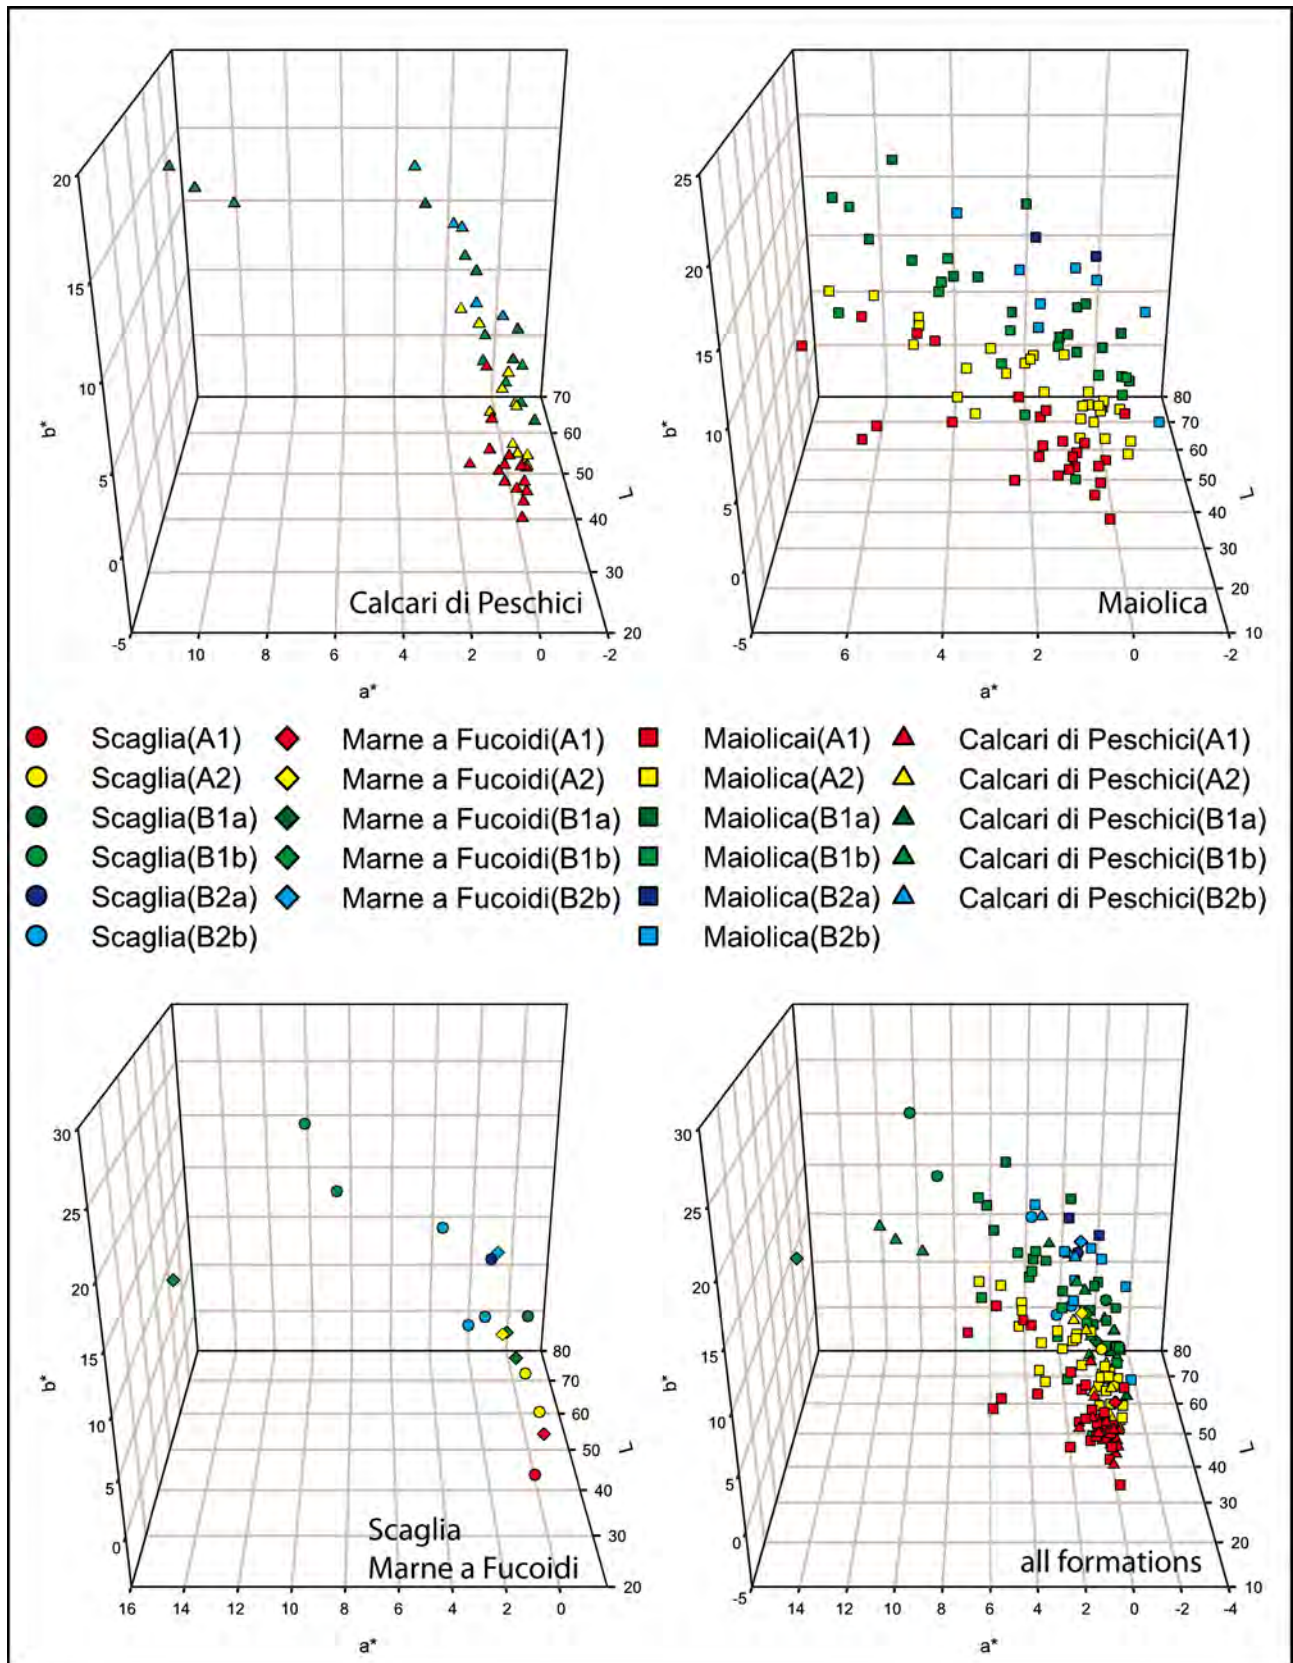 20
15
10
5
0
-5
b*
70
60
50
40
30
20
L
10 8 6 4 2 0 -2
a*
Calcari di Peschici
25
20
15
10
5
0
-5
b*
80
70
60
50
40
30
20
10
L
6 4 2 0 -2
a*
Maiolica
Scaglia(A1) Marne a Fucoidi(A1) Maiolicai(A1) Calcari di Peschici(A1)
Scaglia(A2) Marne a Fucoidi(A2) Maiolica(A2) Calcari di Peschici(A2)
Scaglia(B1a) Marne a Fucoidi(B1a) Maiolica(B1a) Calcari di Peschici(B1a)
Scaglia(B1b) Marne a Fucoidi(B1b) Maiolica(B1b) Calcari di Peschici(B1b)
Scaglia(B2a) Marne a Fucoidi(B2b) Maiolica(B2a) Calcari di Peschici(B2b)
Scaglia(B2b) Maiolica(B2b)
30
25
20
15
10
5
0
b*
80
70
60
50
40
30
20
L
16 14 12 10 8 6 4 2 0
a*
Scaglia
Marne a Fucoidi
30
25
20
15
10
5
0
-5
b*
80
70
60
50
40
30
20
10
L
14 12 10 8 6 4 2 0 -2 -4
a*
all formations